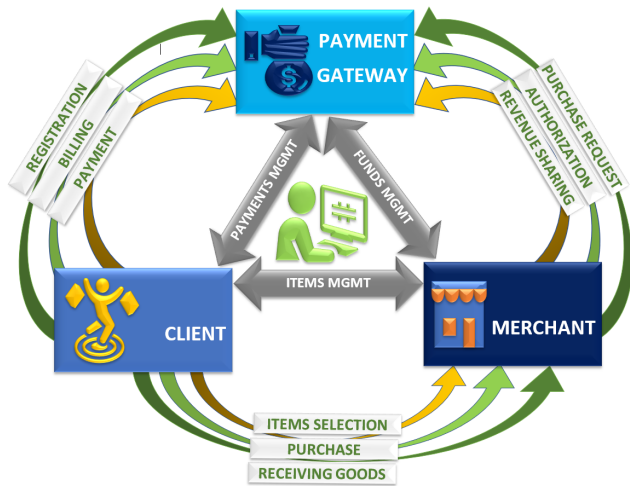 PAYMENT
GATEWAY
REGISTRATION
BILLING
PAYMENT
PURCHASE REQUEST
AUTHORIZATION
REVENUE SHARING
PAYMENTS MGMT
FUNDS MGMT
ITEMS MGMT
CLIENT
MERCHANT
ITEMS SELECTION
PURCHASE
RECEIVING GOODS